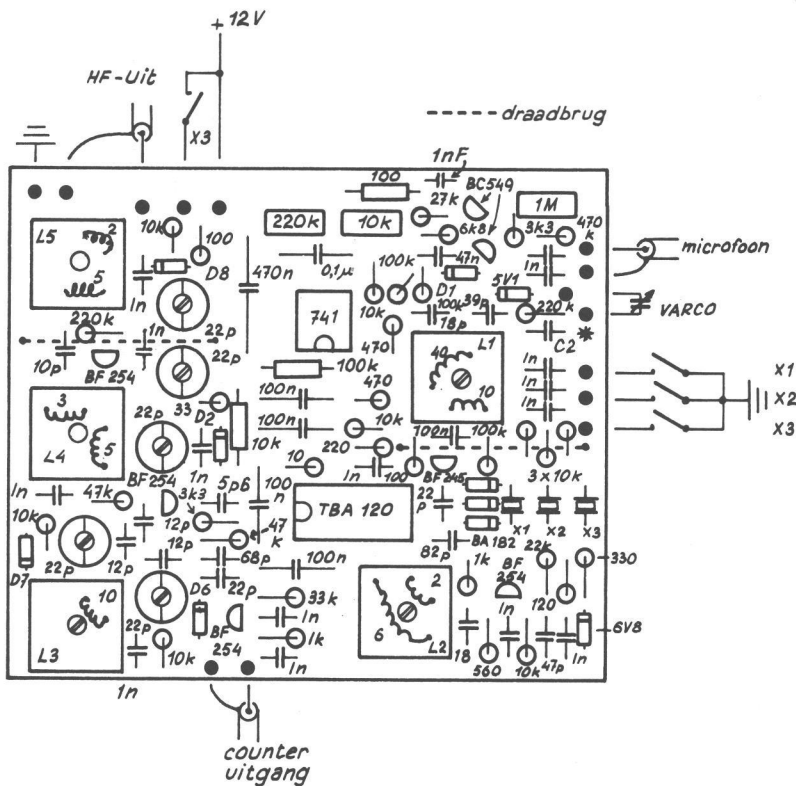 + 12V
HF-Uit
X3
draadbrug
1nF
BC549
100
27k
1M
220k
10k
6k8
3k3
470
k
L5
2
5
10k
100
D8
470n
0,1µ
47n
1n
microfoon
100k
D1
5V1
1n
10k
100k
39p
220k
VARCO
741
18p
1n
22p
220k
1n
470
L1
C2
*
10p
22p
100k
40
10
BF 254
33
D2
100n
470
1n
1n
1n
X1
X2
X3
3
5
L4
22p
10k
100n
10k
100n
100k
220
1n
10
1n
100
BF 245
3x10k
BF 254
1n
47k
3k3
5p6
100
n
TBA 120
22
p
X1
X2
X3
10k
12p
47
k
BA 182
D7
22p
12p
12p
68p
100n
82p
1k
22k
330
BF
254
10
D6
22p
33k
2
6
L2
120
1n
L3
22p
10k
BF
254
1n
1k
1n
18
560
10k
47p
1n
6V8
1n
counter
uitgang